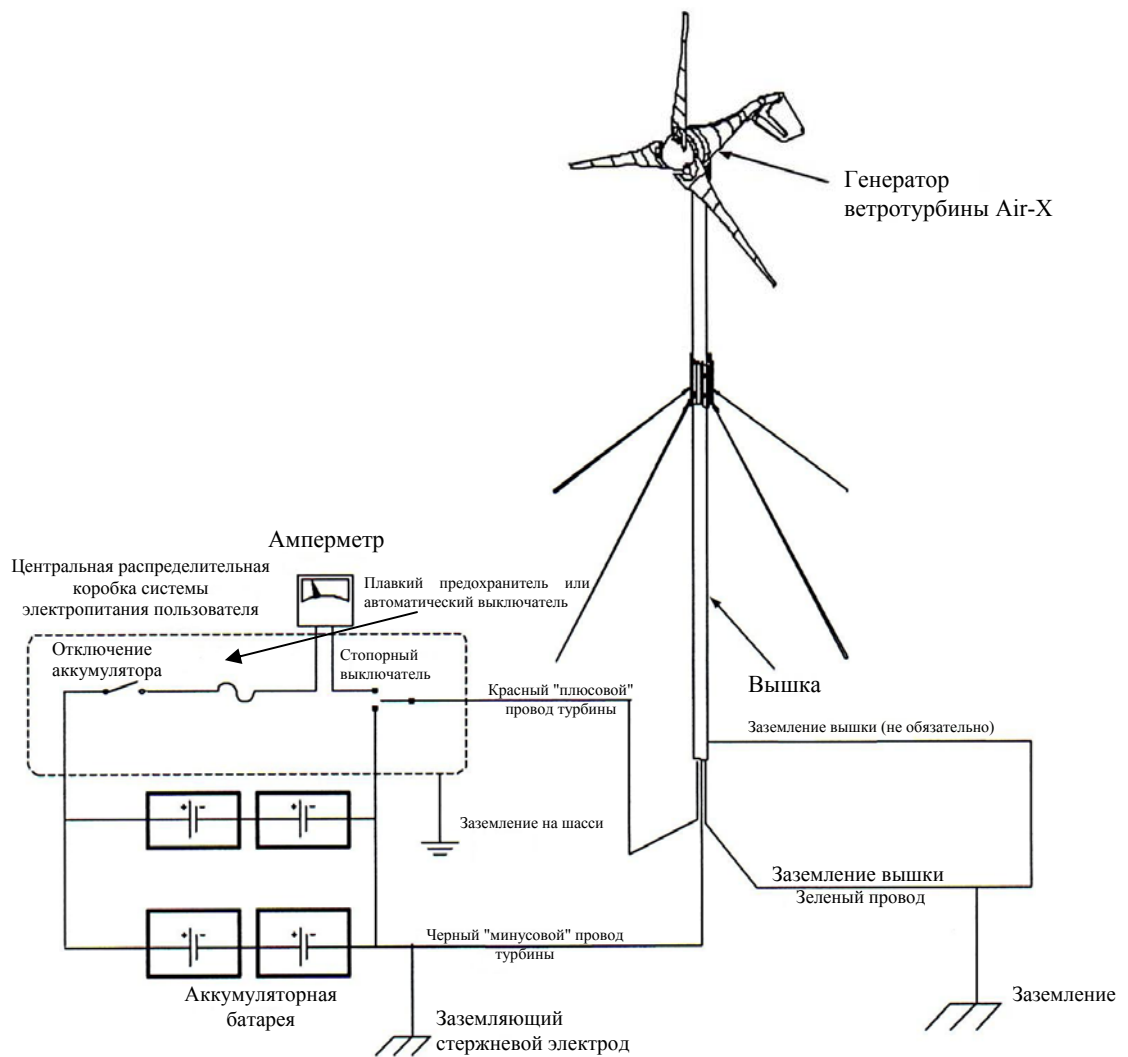 Генератор
ветротурбины Air-X
Амперметр
Центральная распределительная
коробка системы
электропитания пользователя
Плавкий предохранитель или
автоматический выключатель
Отключение
аккумулятора
Стопорный
выключатель
Красный "плюсовой"
провод турбины
Вышка
Заземление вышки (не обязательно)
+ -
+ -
Заземление на шасси
Заземление вышки
Зеленый провод
+ -
+ -
Черный "минусовой" провод
турбины
Аккумуляторная
батарея
Заземляющий
стержневой электрод
Заземление